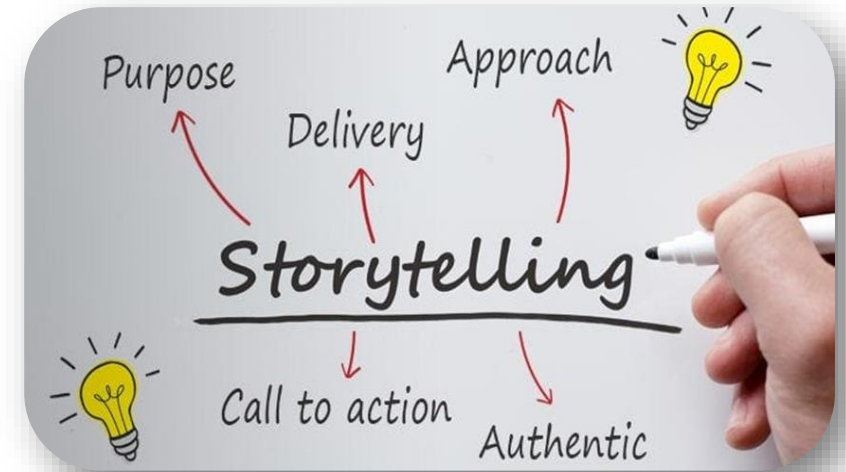 Purpose
Approach
Delivery
Storytelling
Call to action
Authentic